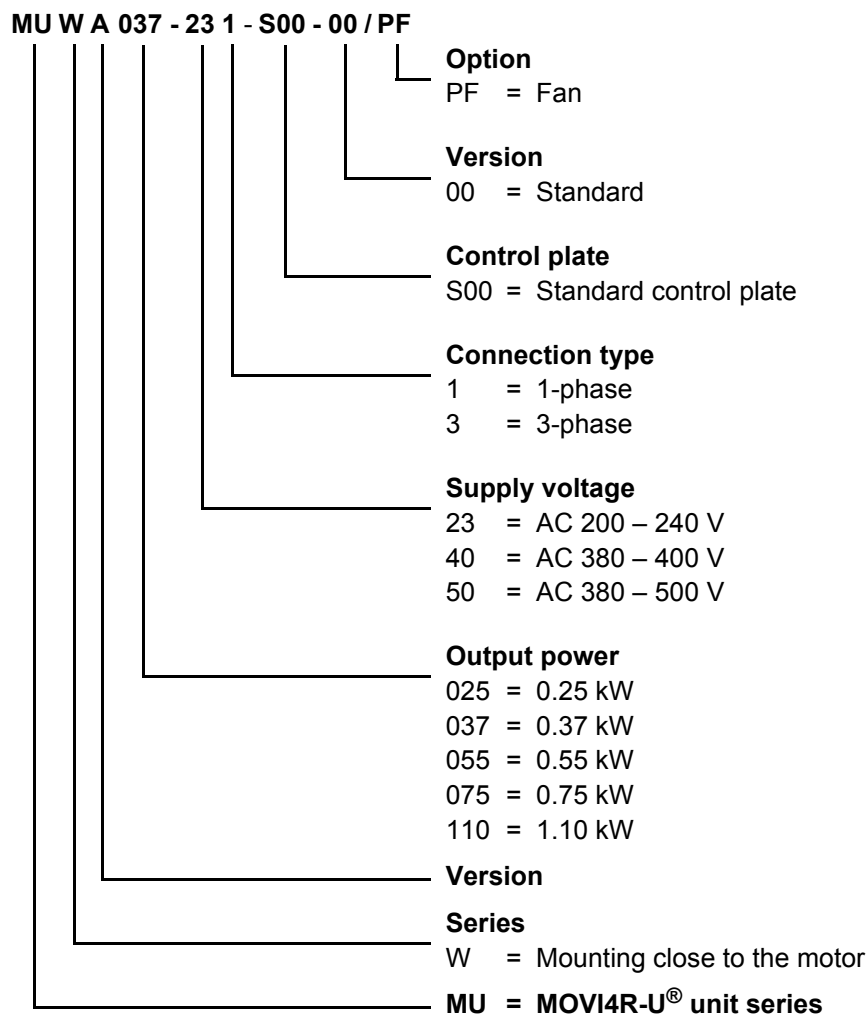 MU W A 037 - 23 1 - S00 - 00 / PF
Option
PF = Fan
Version
00 = Standard
Control plate
S00 = Standard control plate
Connection type
1 = 1-phase
3 = 3-phase
Supply voltage
23 = AC 200 – 240 V
40 = AC 380 – 400 V
50 = AC 380 – 500 V
Output power
025 = 0.25 kW
037 = 0.37 kW
055 = 0.55 kW
075 = 0.75 kW
110 = 1.10 kW
Version
Series
W = Mounting close to the motor
MU = MOVI4R-U® unit series